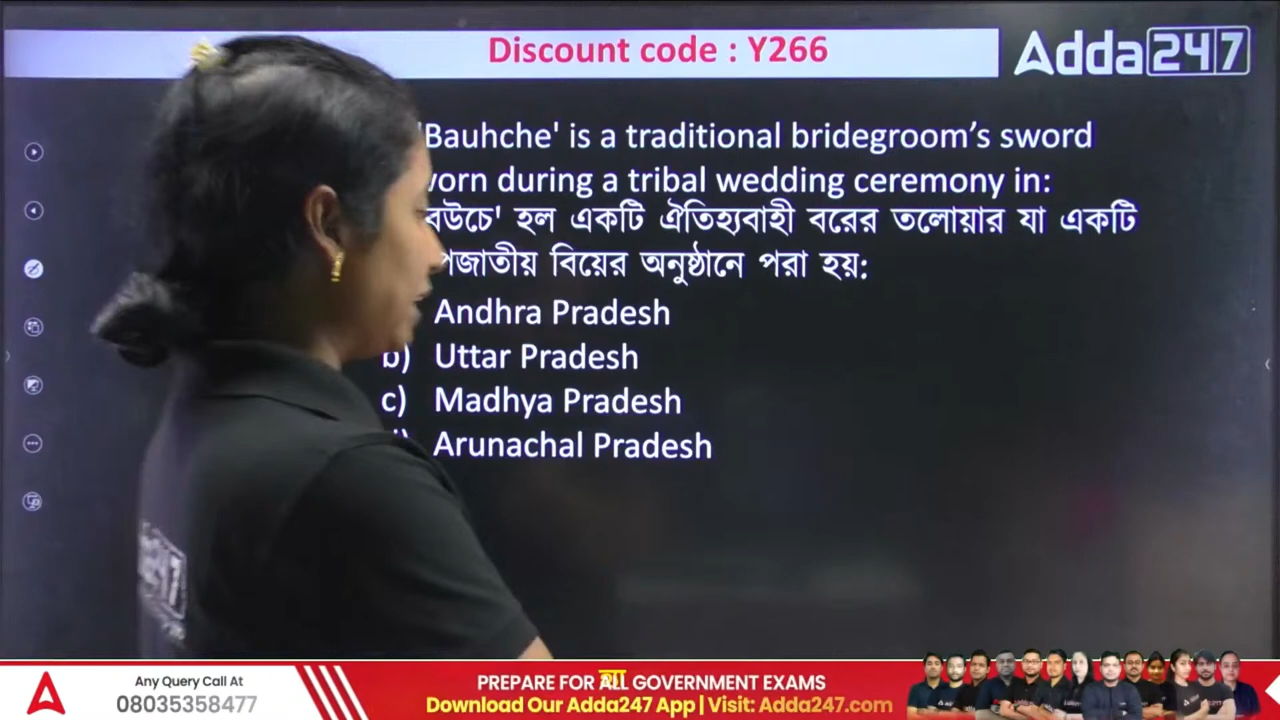 Discount code : Y266
Adda247
'Bauhche' is a traditional bridegroom’s sword
during a tribal wedding ceremony in:
হল একটি ঐতিহ্যবাহী বরের তলোয়ার যা একটি
বিয়ের অনুষ্ঠানে পরা হয়:
Andhra Pradesh
b) Uttar Pradesh
c) Madhya Pradesh
Arunachal Pradesh
Any Query Call At
08035358477
PREPARE FOR ALL GOVERNMENT EXAMS
Download Our Adda247 App | Visit: Adda247.com